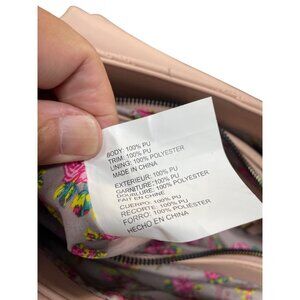 BODY: 100% PU
TRIM: 100% PU
LINING: 100% POLYESTER
MADE IN CHINA
EXTERIEUR: 100% PU
GARNITURE: 100% PU
DOUBLURE: 100% POLYESTER
FAIT EN CHINE
CUERPO: 100% PU
RECORTE: 100% PU
FORRO: 100% POLIÉSTER
HECHO EN CHINA